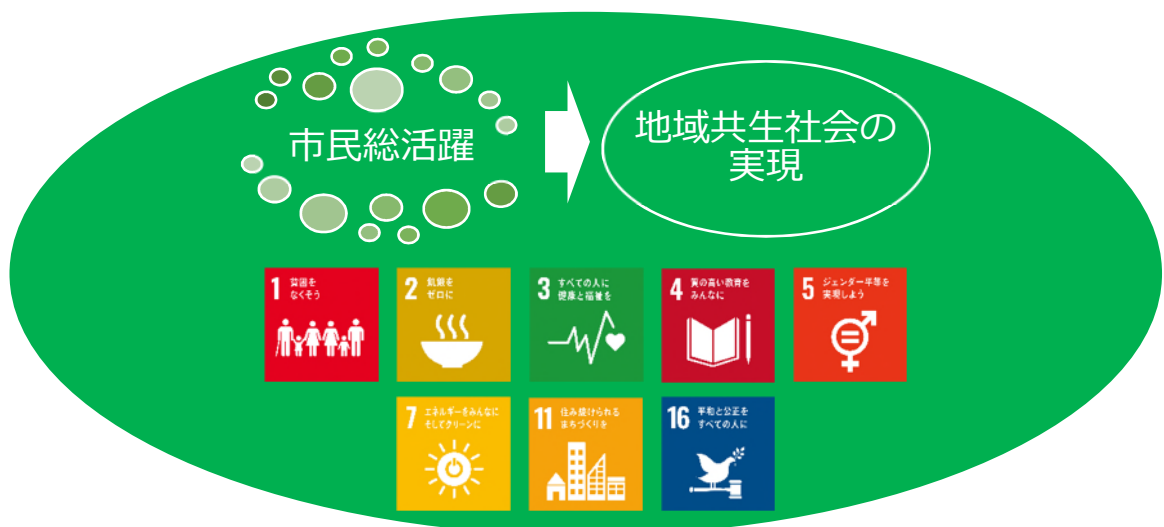 市民総活躍
地域共生社会の
実現
1 貧困を
なくそう
2 飢餓を
ゼロに
3 すべての人に
健康と福祉を
4 質の高い教育を
みんなに
5 ジェンダー平等を
実現しよう
7 エネルギーをみんなに
そしてクリーンに
11 住み続けられる
まちづくりを
16 平和と公正を
すべての人に